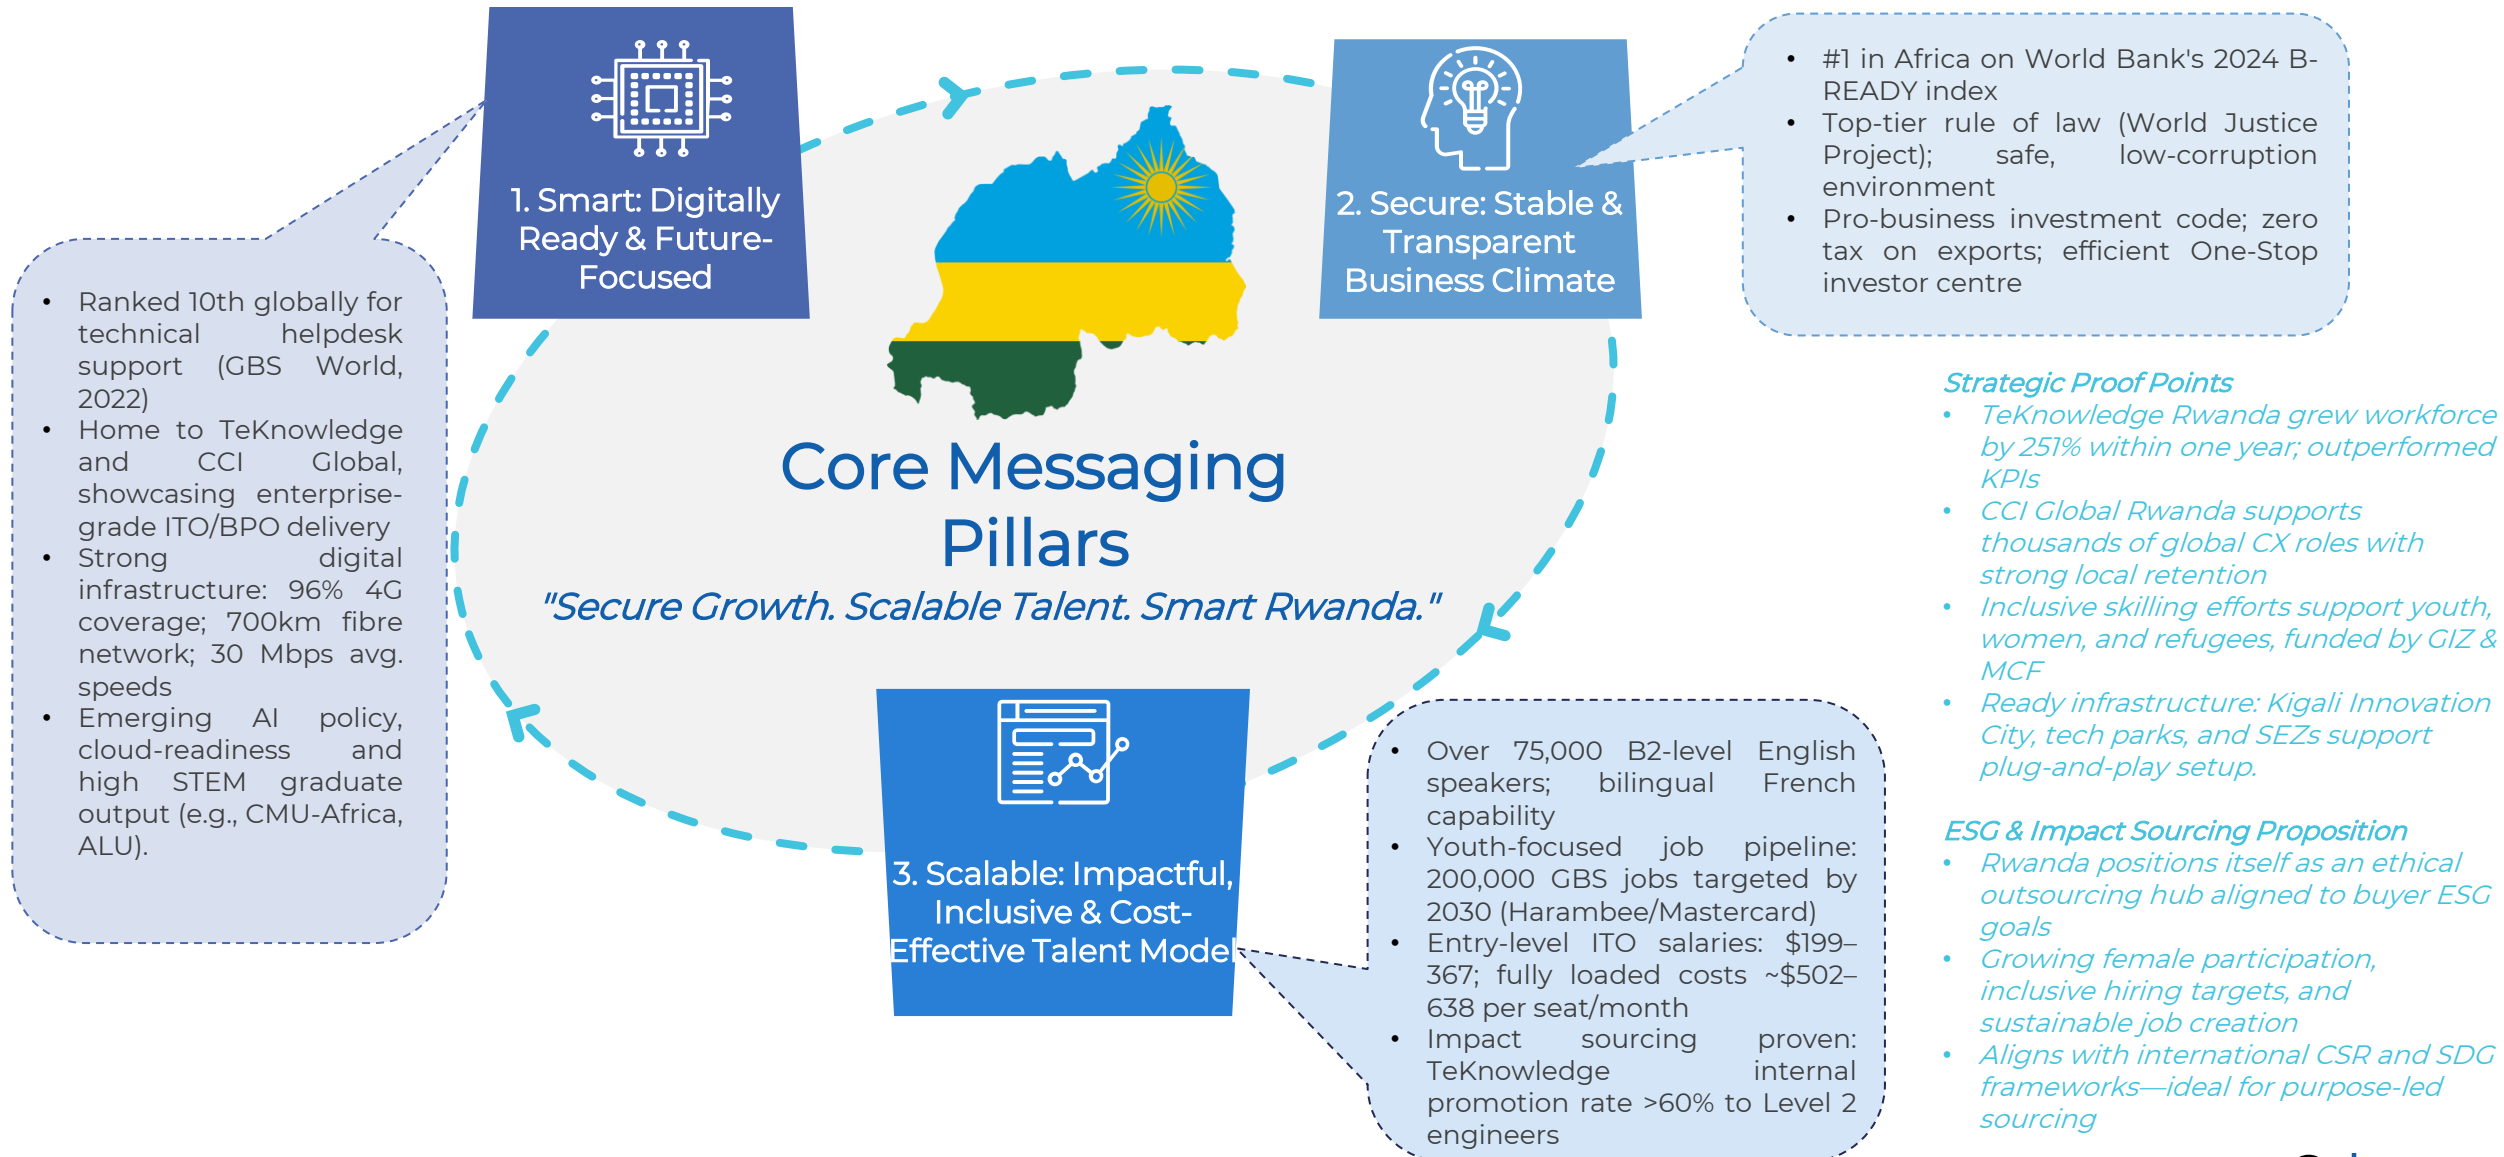 1. Smart: Digitally
Ready & Future-
Focused
• Ranked 10th globally for
technical helpdesk
support (GBS World,
2022)
• Home to TeKnowledge
and CCI Global,
showcasing enterprise-
grade ITO/BPO delivery
• Strong digital
infrastructure: 96% 4G
coverage; 700km fibre
network; 30 Mbps avg.
speeds
• Emerging AI policy,
cloud-readiness and
high STEM graduate
output (e.g., CMU-Africa,
ALU).
2. Secure: Stable &
Transparent
Business Climate
• #1 in Africa on World Bank's 2024 B-
READY index
• Top-tier rule of law (World Justice
Project); safe, low-corruption
environment
• Pro-business investment code; zero
tax on exports; efficient One-Stop
investor centre
Core Messaging
Pillars
"Secure Growth. Scalable Talent. Smart Rwanda."
3. Scalable: Impactful,
Inclusive & Cost-
Effective Talent Model
• Over 75,000 B2-level English
speakers; bilingual French
capability
• Youth-focused job pipeline:
200,000 GBS jobs targeted by
2030 (Harambee/Mastercard)
• Entry-level ITO salaries: $199–
367; fully loaded costs ~$502–
638 per seat/month
• Impact sourcing proven:
TeKnowledge internal
promotion rate >60% to Level 2
engineers
Strategic Proof Points
• TeKnowledge Rwanda grew workforce
by 251% within one year; outperformed
KPIs
• CCI Global Rwanda supports
thousands of global CX roles with
strong local retention
• Inclusive skilling efforts support youth,
women, and refugees, funded by GIZ &
MCF
• Ready infrastructure: Kigali Innovation
City, tech parks, and SEZs support
plug-and-play setup.
ESG & Impact Sourcing Proposition
• Rwanda positions itself as an ethical
outsourcing hub aligned to buyer ESG
goals
• Growing female participation,
inclusive hiring targets, and
sustainable job creation
• Aligns with international CSR and SDG
frameworks—ideal for purpose-led
sourcing